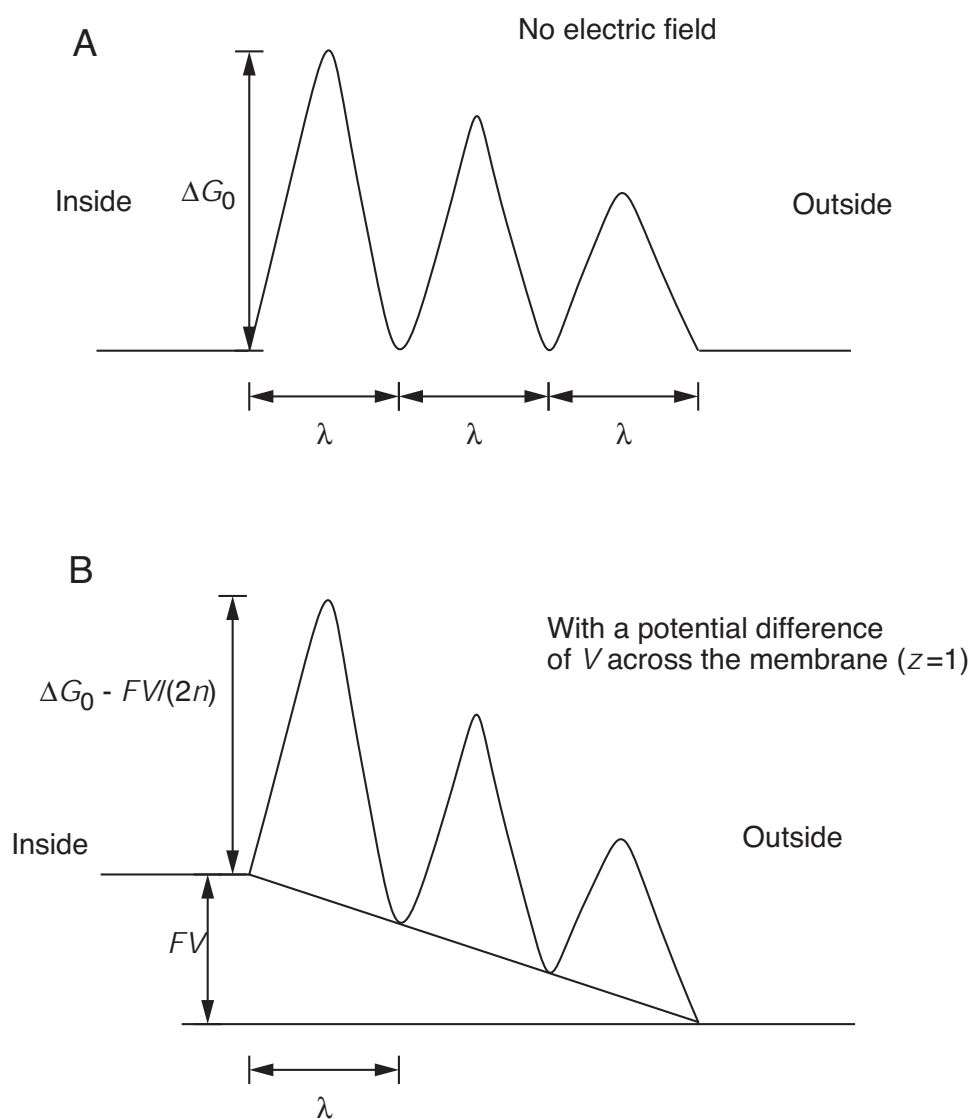 A
No electric field
ΔG₀
Inside
Outside
λ
λ
λ
B
With a potential difference
of V across the membrane (z=1)
ΔG₀ - FV/(2n)
Inside
Outside
FV
λ